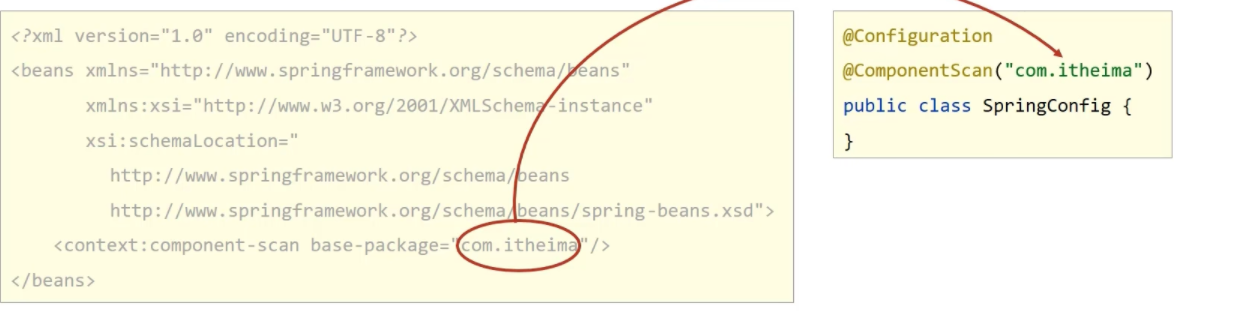 <?xml version="1.0" encoding="UTF-8"?>
<beans xmlns="http://www.springframework.org/schema/beans"
xmlns:xsi="http://www.w3.org/2001/XMLSchema-instance"
xsi:schemaLocation="
http://www.springframework.org/schema/beans
http://www.springframework.org/schema/beans/spring-beans.xsd">
<context:component-scan base-package="com.itheima"/>
</beans>
@Configuration
@ComponentScan("com.itheima")
public class SpringConfig {
}